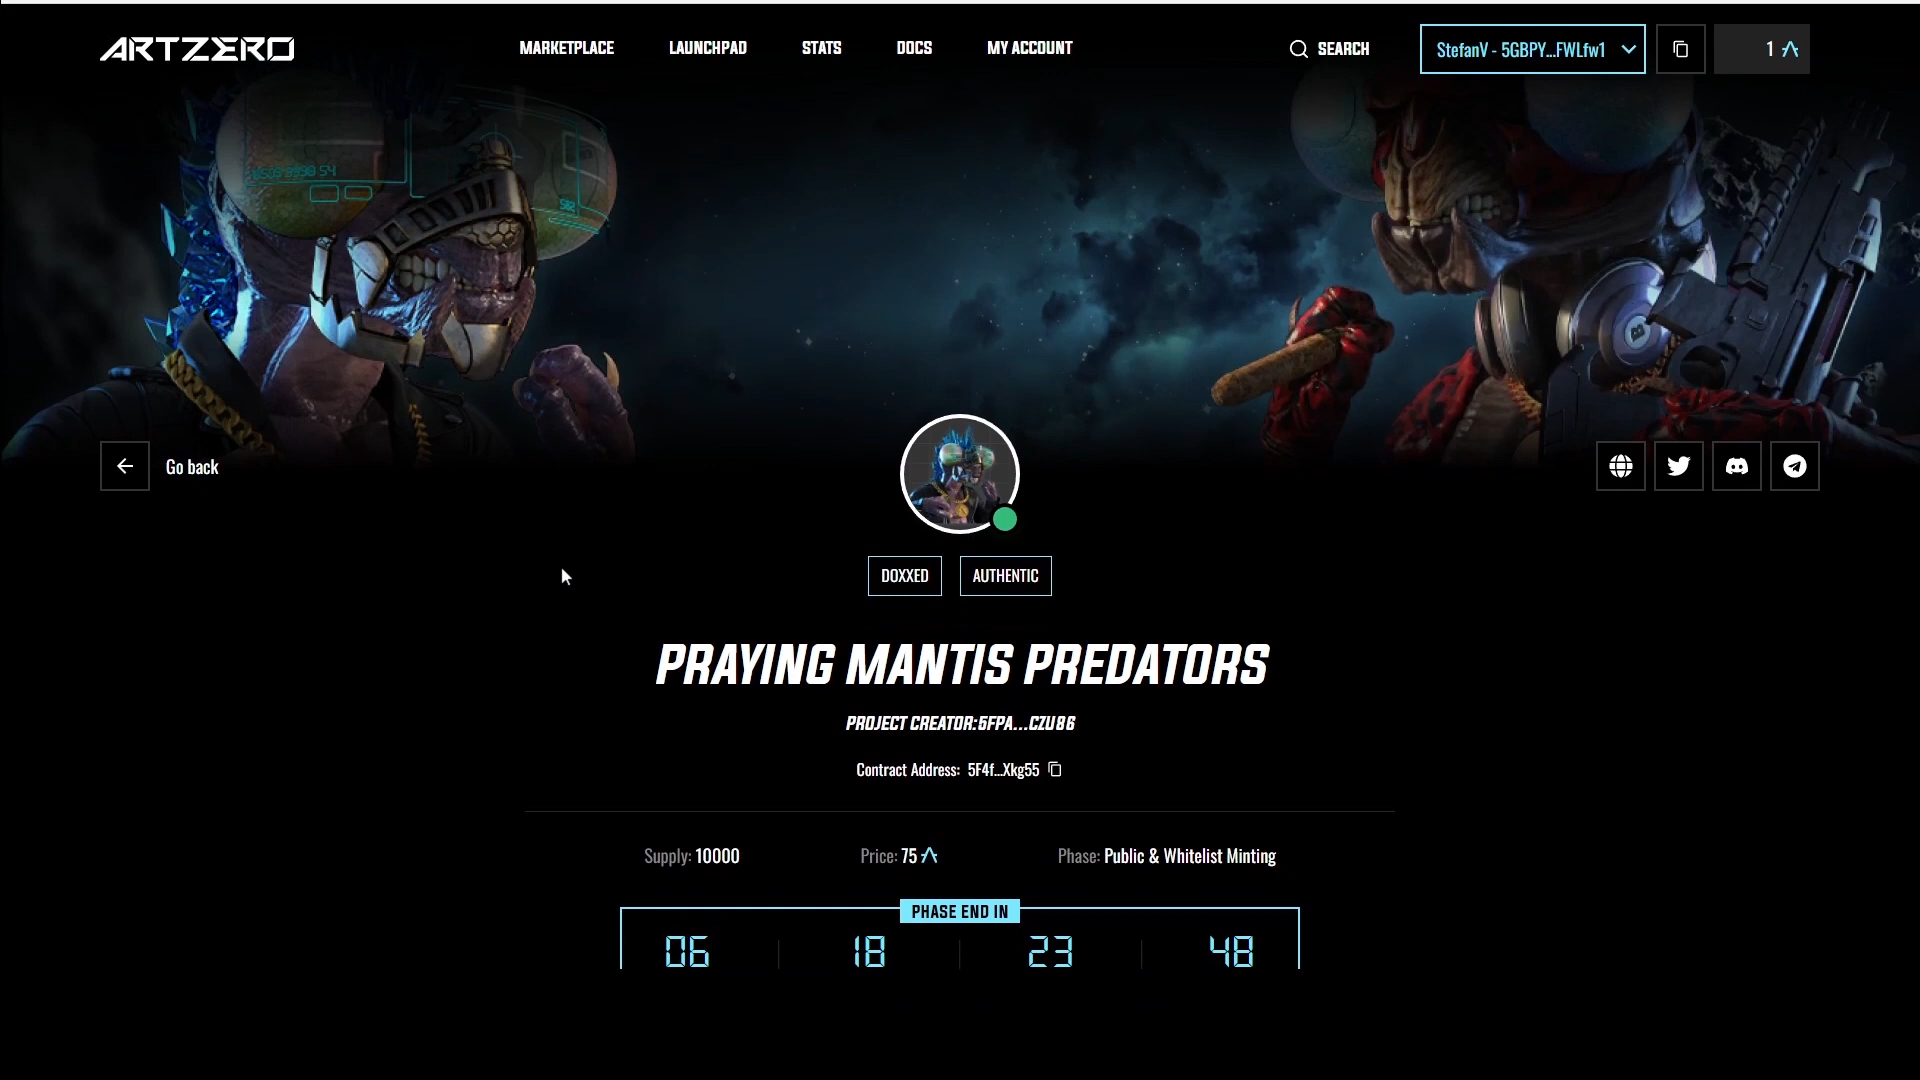 ARTZERO
MARKETPLACE LAUNCHPAD STATS DOCS MY ACCOUNT SEARCH StefanV - 5GBPY...FWLfw1 1
Go back
DOXXED AUTHENTIC
PRAYING MANTIS PREDATORS
PROJECT CREATOR:5FPA...CZU86
Contract Address: 5F4f...Xkg55
Supply: 10000 Price: 75 Phase: Public & Whitelist Minting
PHASE END IN
06 18 23 48